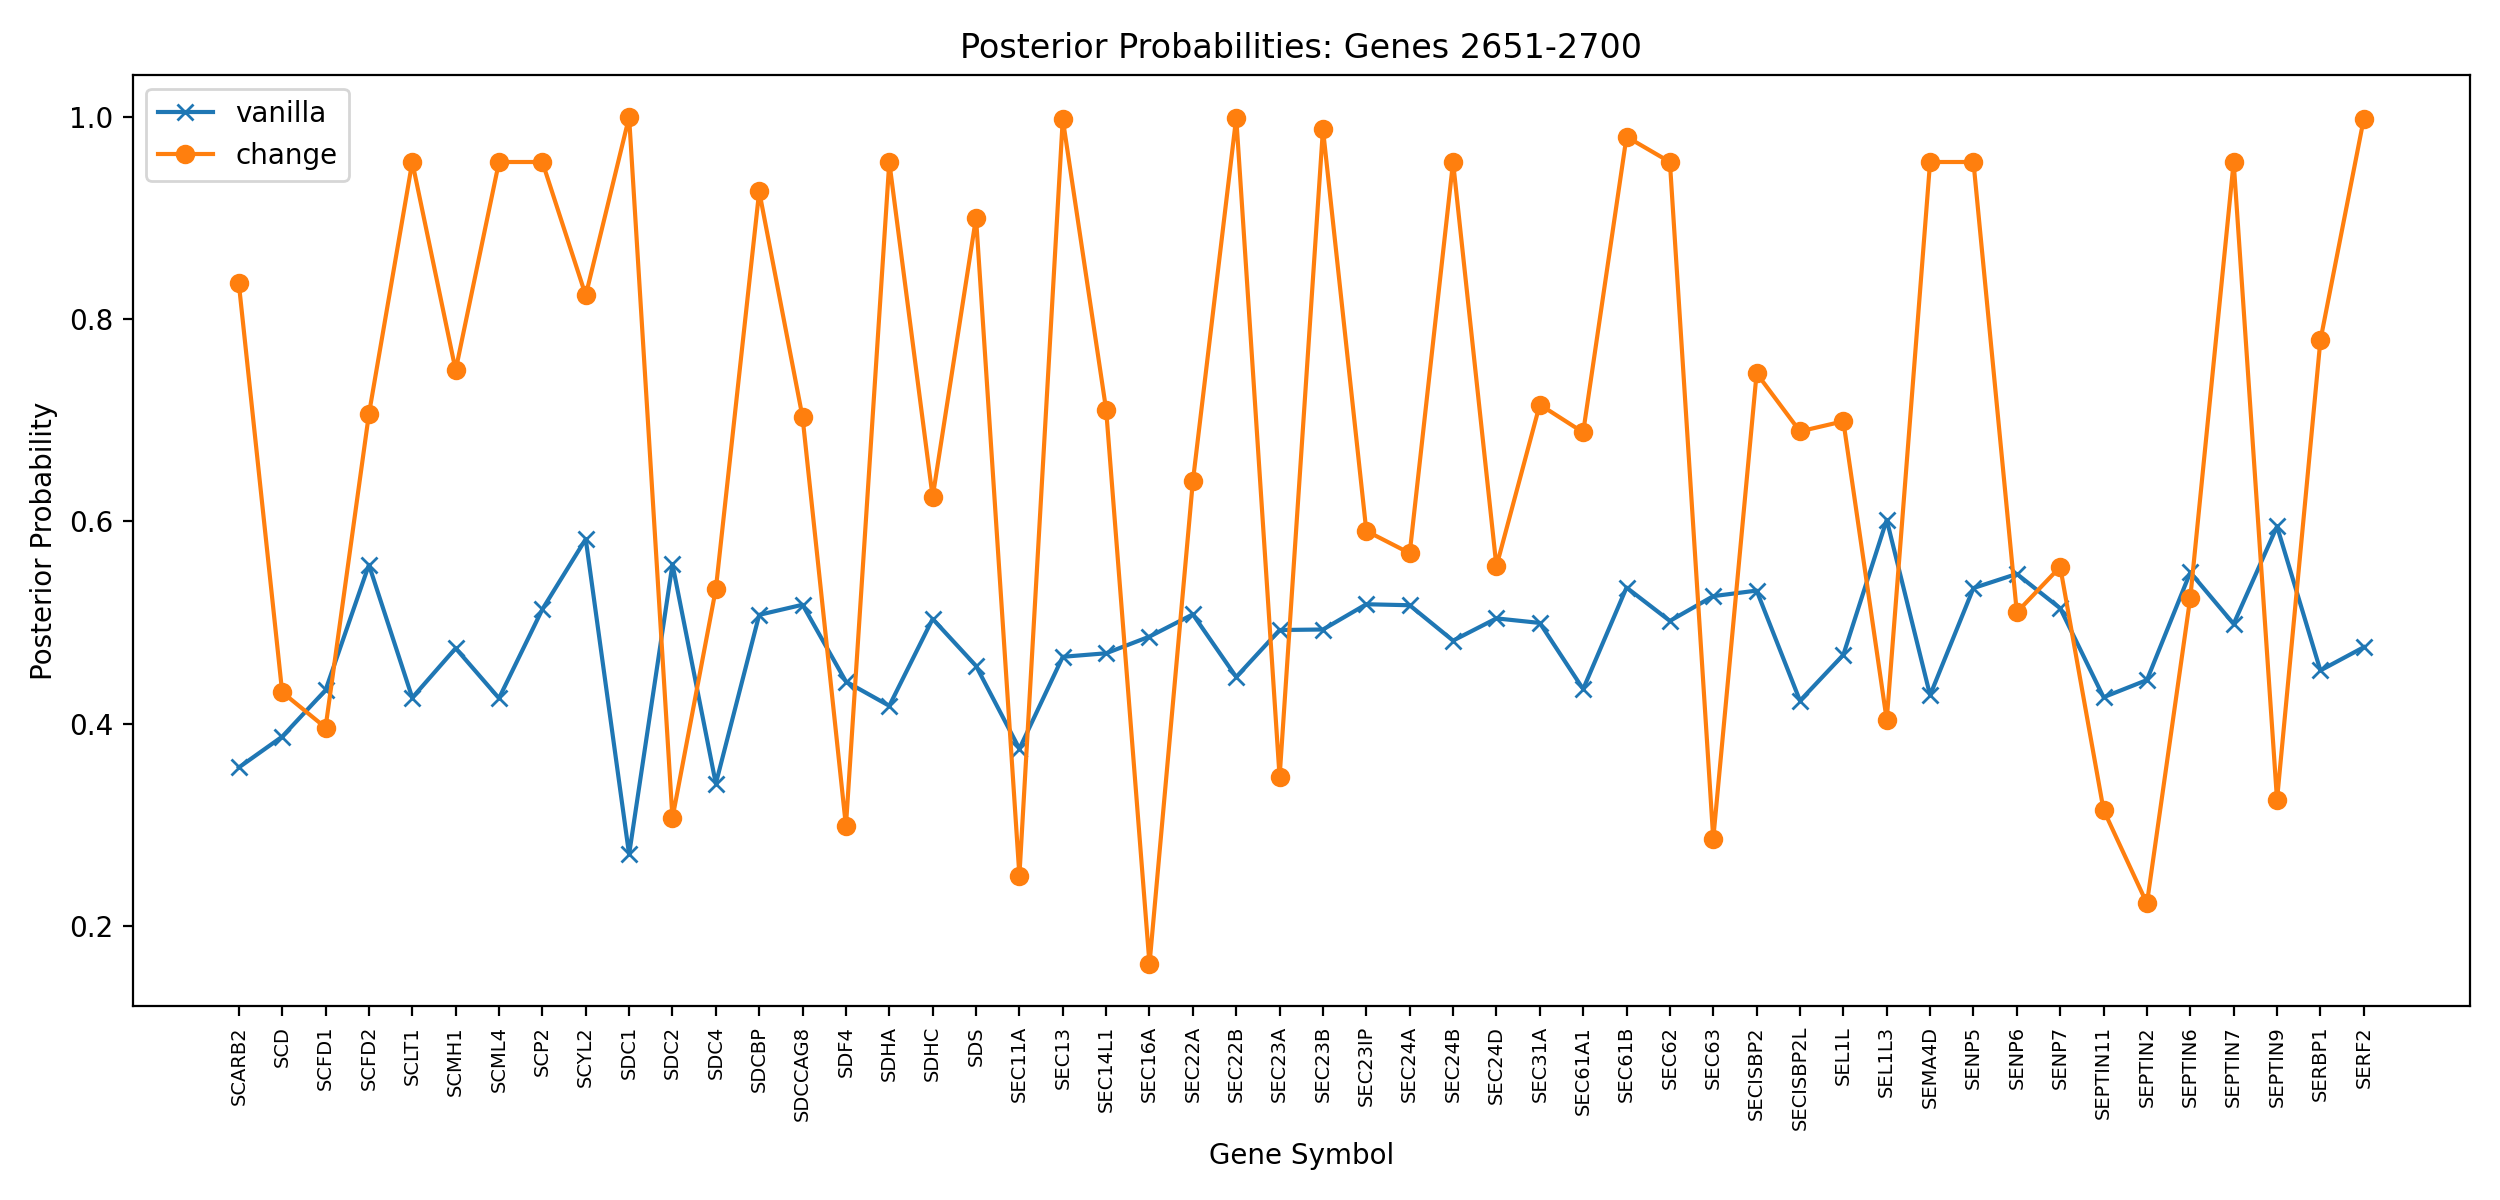 Posterior Probabilities: Genes 2651-2700
vanilla
change
Posterior Probability
1.0
0.8
0.6
0.4
0.2
SCARB2
SCD
SCFD1
SCFD2
SCLT1
SCMH1
SCML4
SCP2
SCYL2
SDC1
SDC2
SDC4
SDCBP
SDCCAG8
SDF4
SDHA
SDHC
SDS
SEC11A
SEC13
SEC14L1
SEC16A
SEC22A
SEC22B
SEC23A
SEC23B
SEC23IP
SEC24A
SEC24B
SEC24D
SEC31A
SEC61A1
SEC61B
SEC62
SEC63
SECISBP2
SECISBP2L
SEL1L
SEL1L3
SEMA4D
SENP5
SENP6
SENP7
SEPTIN11
SEPTIN2
SEPTIN6
SEPTIN7
SEPTIN9
SERBP1
SERF2
Gene Symbol